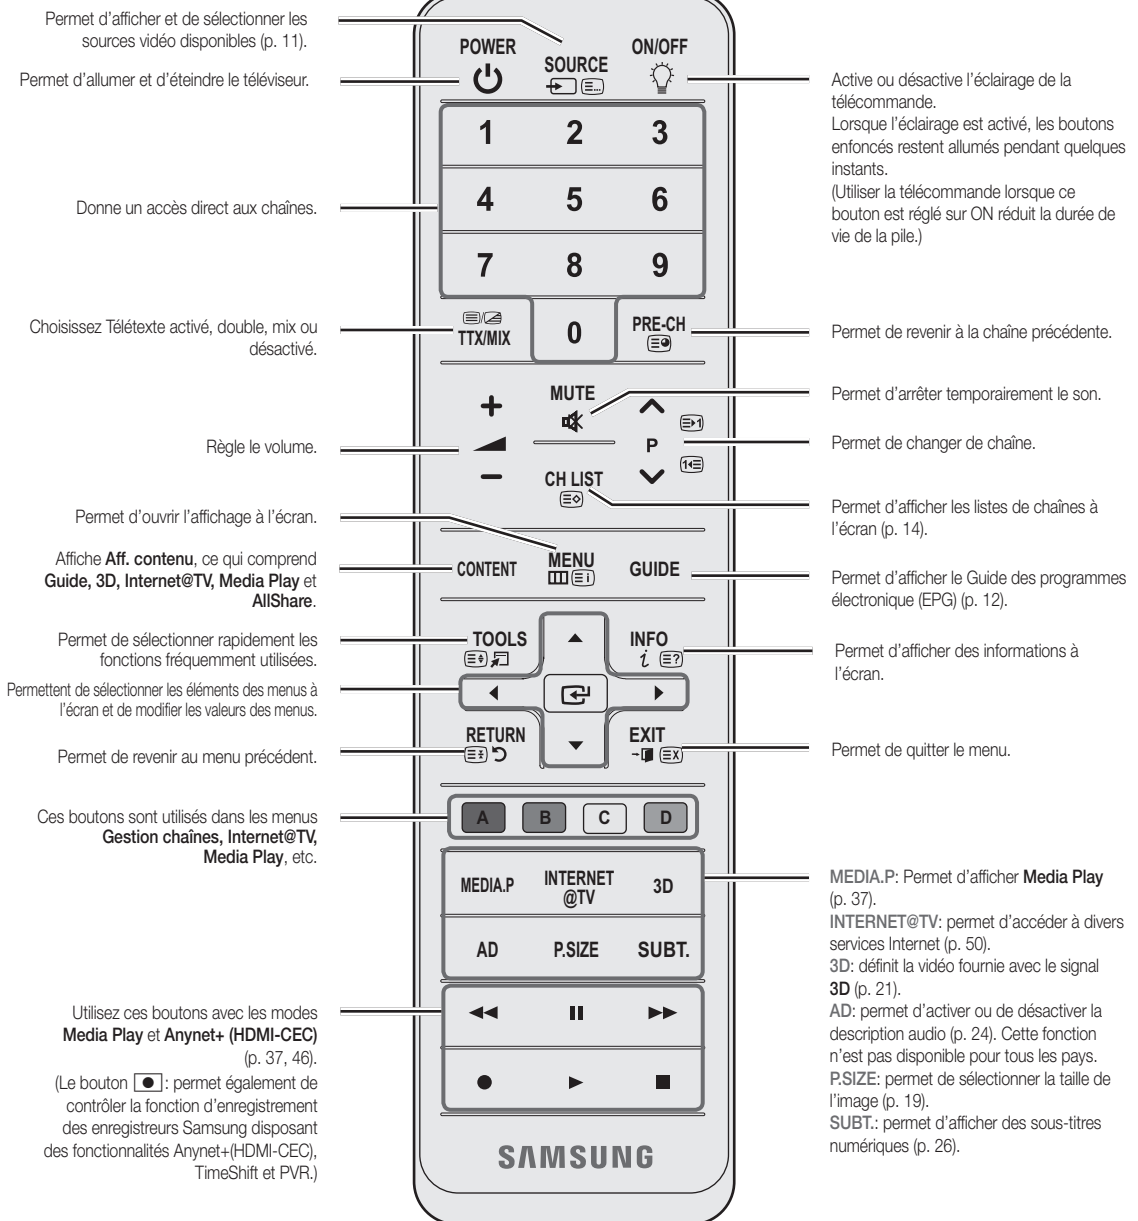 Permet d'afficher et de sélectionner les
sources vidéo disponibles (p. 11).
Permet d'allumer et d'éteindre le téléviseur.
Donne un accès direct aux chaînes.
Choisissez Télétexte activé, double, mix ou
désactivé.
Règle le volume.
Permet d'ouvrir l'affichage à l'écran.
Affiche Aff. contenu, ce qui comprend
Guide, 3D, Internet@TV, Media Play et
AllShare.
Permet de sélectionner rapidement les
fonctions fréquemment utilisées.
Permettent de sélectionner les éléments des menus à
l'écran et de modifier les valeurs des menus.
Permet de revenir au menu précédent.
Ces boutons sont utilisés dans les menus
Gestion chaînes, Internet@TV,
Media Play, etc.
Utilisez ces boutons avec les modes
Media Play et Anynet+ (HDMI-CEC)
(p. 37, 46).
(Le bouton : permet également de
contrôler la fonction d'enregistrement
des enregistreurs Samsung disposant
des fonctionnalités Anynet+(HDMI-CEC),
TimeShift et PVR.)
POWER
SOURCE
ON/OFF
1 2 3
4 5 6
7 8 9
TTX/MIX
0
PRE-CH
MUTE
P
CH LIST
CONTENT
MENU
GUIDE
TOOLS
INFO
RETURN
EXIT
A B C D
MEDIA.P
INTERNET
@TV
3D
AD
P.SIZE
SUBT.
SAMSUNG
Active ou désactive l'éclairage de la
télécommande.
Lorsque l'éclairage est activé, les boutons
enfoncés restent allumés pendant quelques
instants.
(Utiliser la télécommande lorsque ce
bouton est réglé sur ON réduit la durée de
vie de la pile.)
Permet de revenir à la chaîne précédente.
Permet d'arrêter temporairement le son.
Permet de changer de chaîne.
Permet d'afficher les listes de chaînes à
l'écran (p. 14).
Permet d'afficher le Guide des programmes
électronique (EPG) (p. 12).
Permet d'afficher des informations à
l'écran.
Permet de quitter le menu.
MEDIA.P: Permet d'afficher Media Play
(p. 37).
INTERNET@TV: permet d'accéder à divers
services Internet (p. 50).
3D: définit la vidéo fournie avec le signal
3D (p. 21).
AD: permet d'activer ou de désactiver la
description audio (p. 24). Cette fonction
n'est pas disponible pour tous les pays.
P.SIZE: permet de sélectionner la taille de
l'image (p. 19).
SUBT.: permet d'afficher des sous-titres
numériques (p. 26).